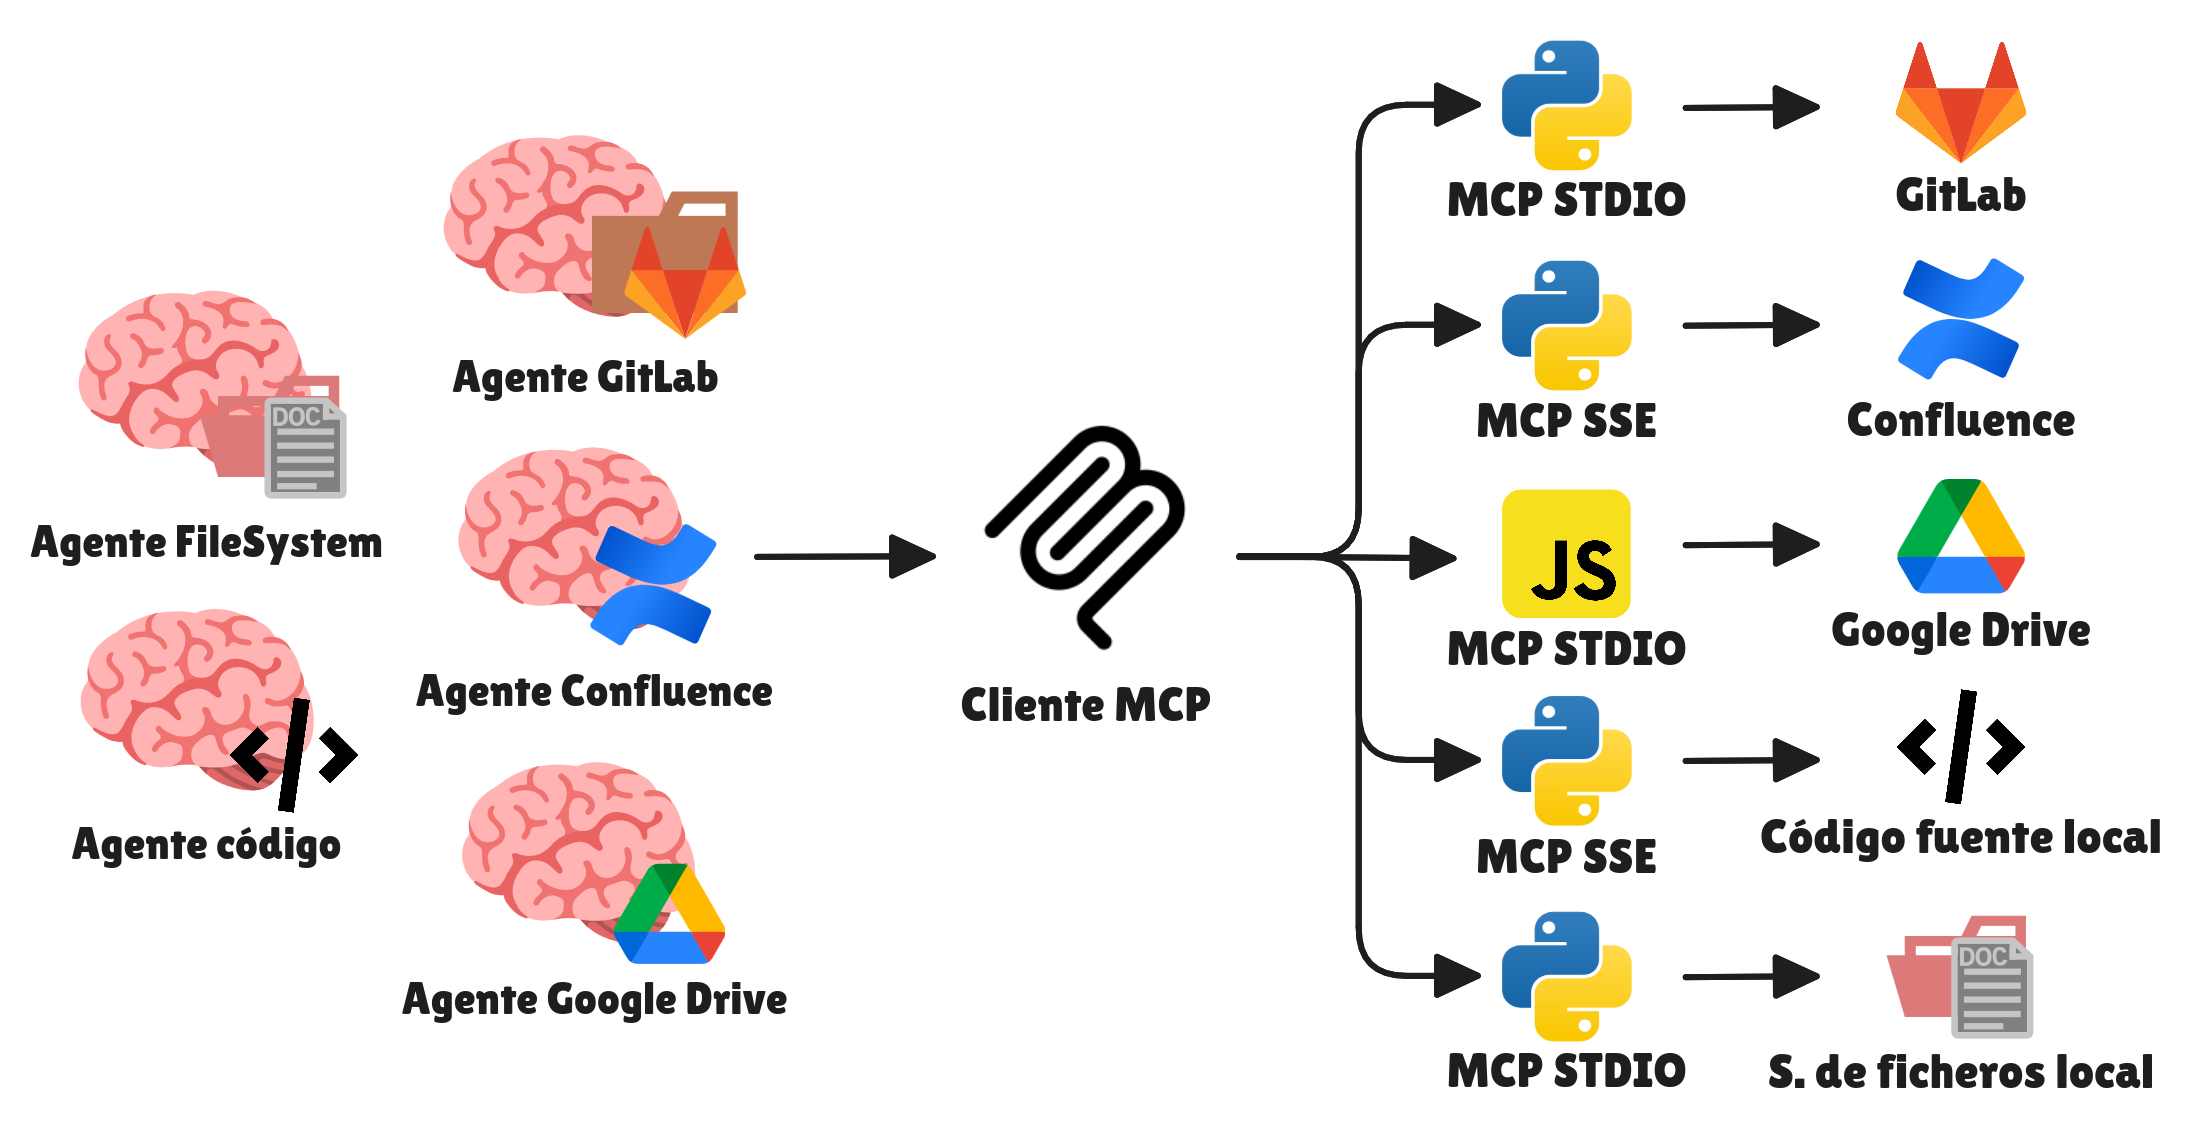 Agente FileSystem
DOC
Agente código
Agente GitLab
Agente Confluence
Agente Google Drive
Cliente MCP
MCP STDIO
GitLab
MCP SSE
Confluence
JS
MCP STDIO
Google Drive
MCP SSE
Código fuente local
MCP STDIO
DOC
S. de ficheros local